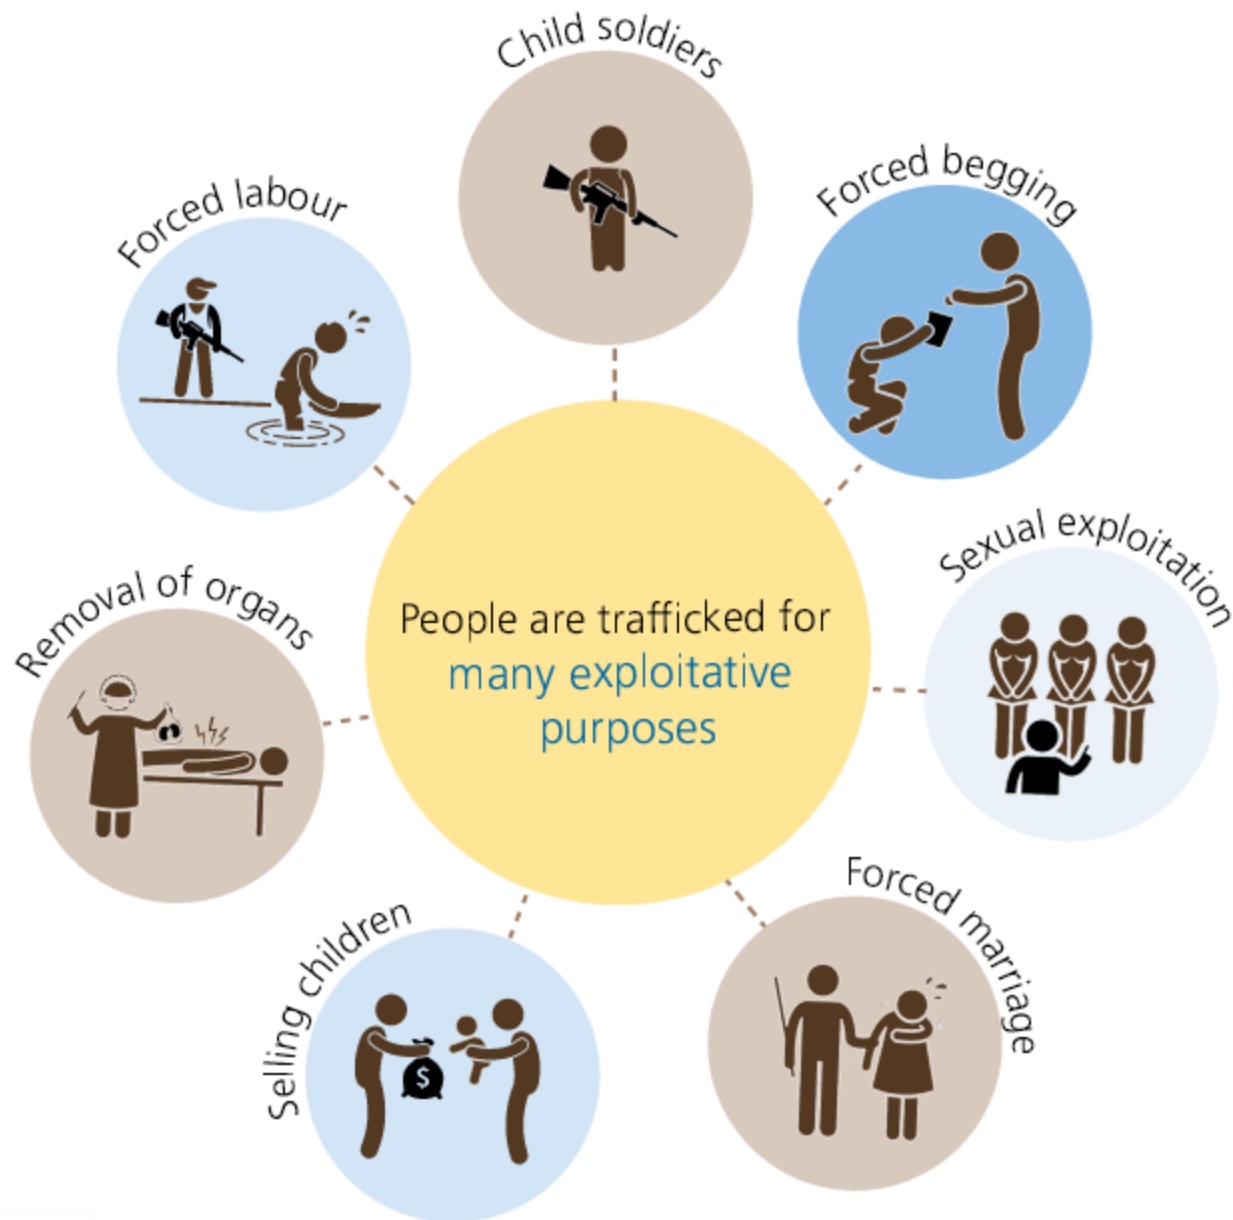 Child soldiers
Forced begging
Forced labour
Sexual exploitation
Removal of organs
People are trafficked for
many exploitative
purposes
Forced marriage
Selling children
$